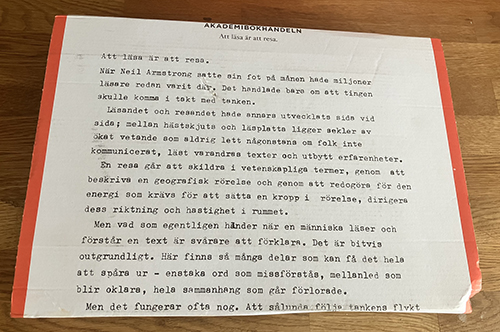 AKADEMIBOKHANDELN
Att läsa är att resa.
Att läsa är att resa.
När Neil Armstrong satte sin fot på månen hade miljoner
läsare redan varit där. Det handlade bara om att tingen
skulle komma i takt med tanken.
Läsandet och resandet hade annars utvecklats sida vid
sida; mellan hästskjuts och läsplatta ligger sekler av
ökat vetande som aldrig lett någonstans om folk inte
kommunicerat, läst varandras texter och utbytt erfarenheter.
En resa går att skildra i vetenskapliga termer, genom att
beskriva en geografisk rörelse och genom att redogöra för den
energi som krävs för att sätta en kropp i rörelse, dirigera
dess riktning och hastighet i rummet.
Men vad som egentligen händer när en människa läser och
förstår en text är svårare att förklara. Det är bitvis
outgrundligt. Här finns så många delar som kan få det hela
att spåra ur - enstaka ord som missförstås, mellanled som
blir oklara, hela sammanhang som går förlorade.
Men det fungerar ofta nog. Att sålunda följa tankens flykt